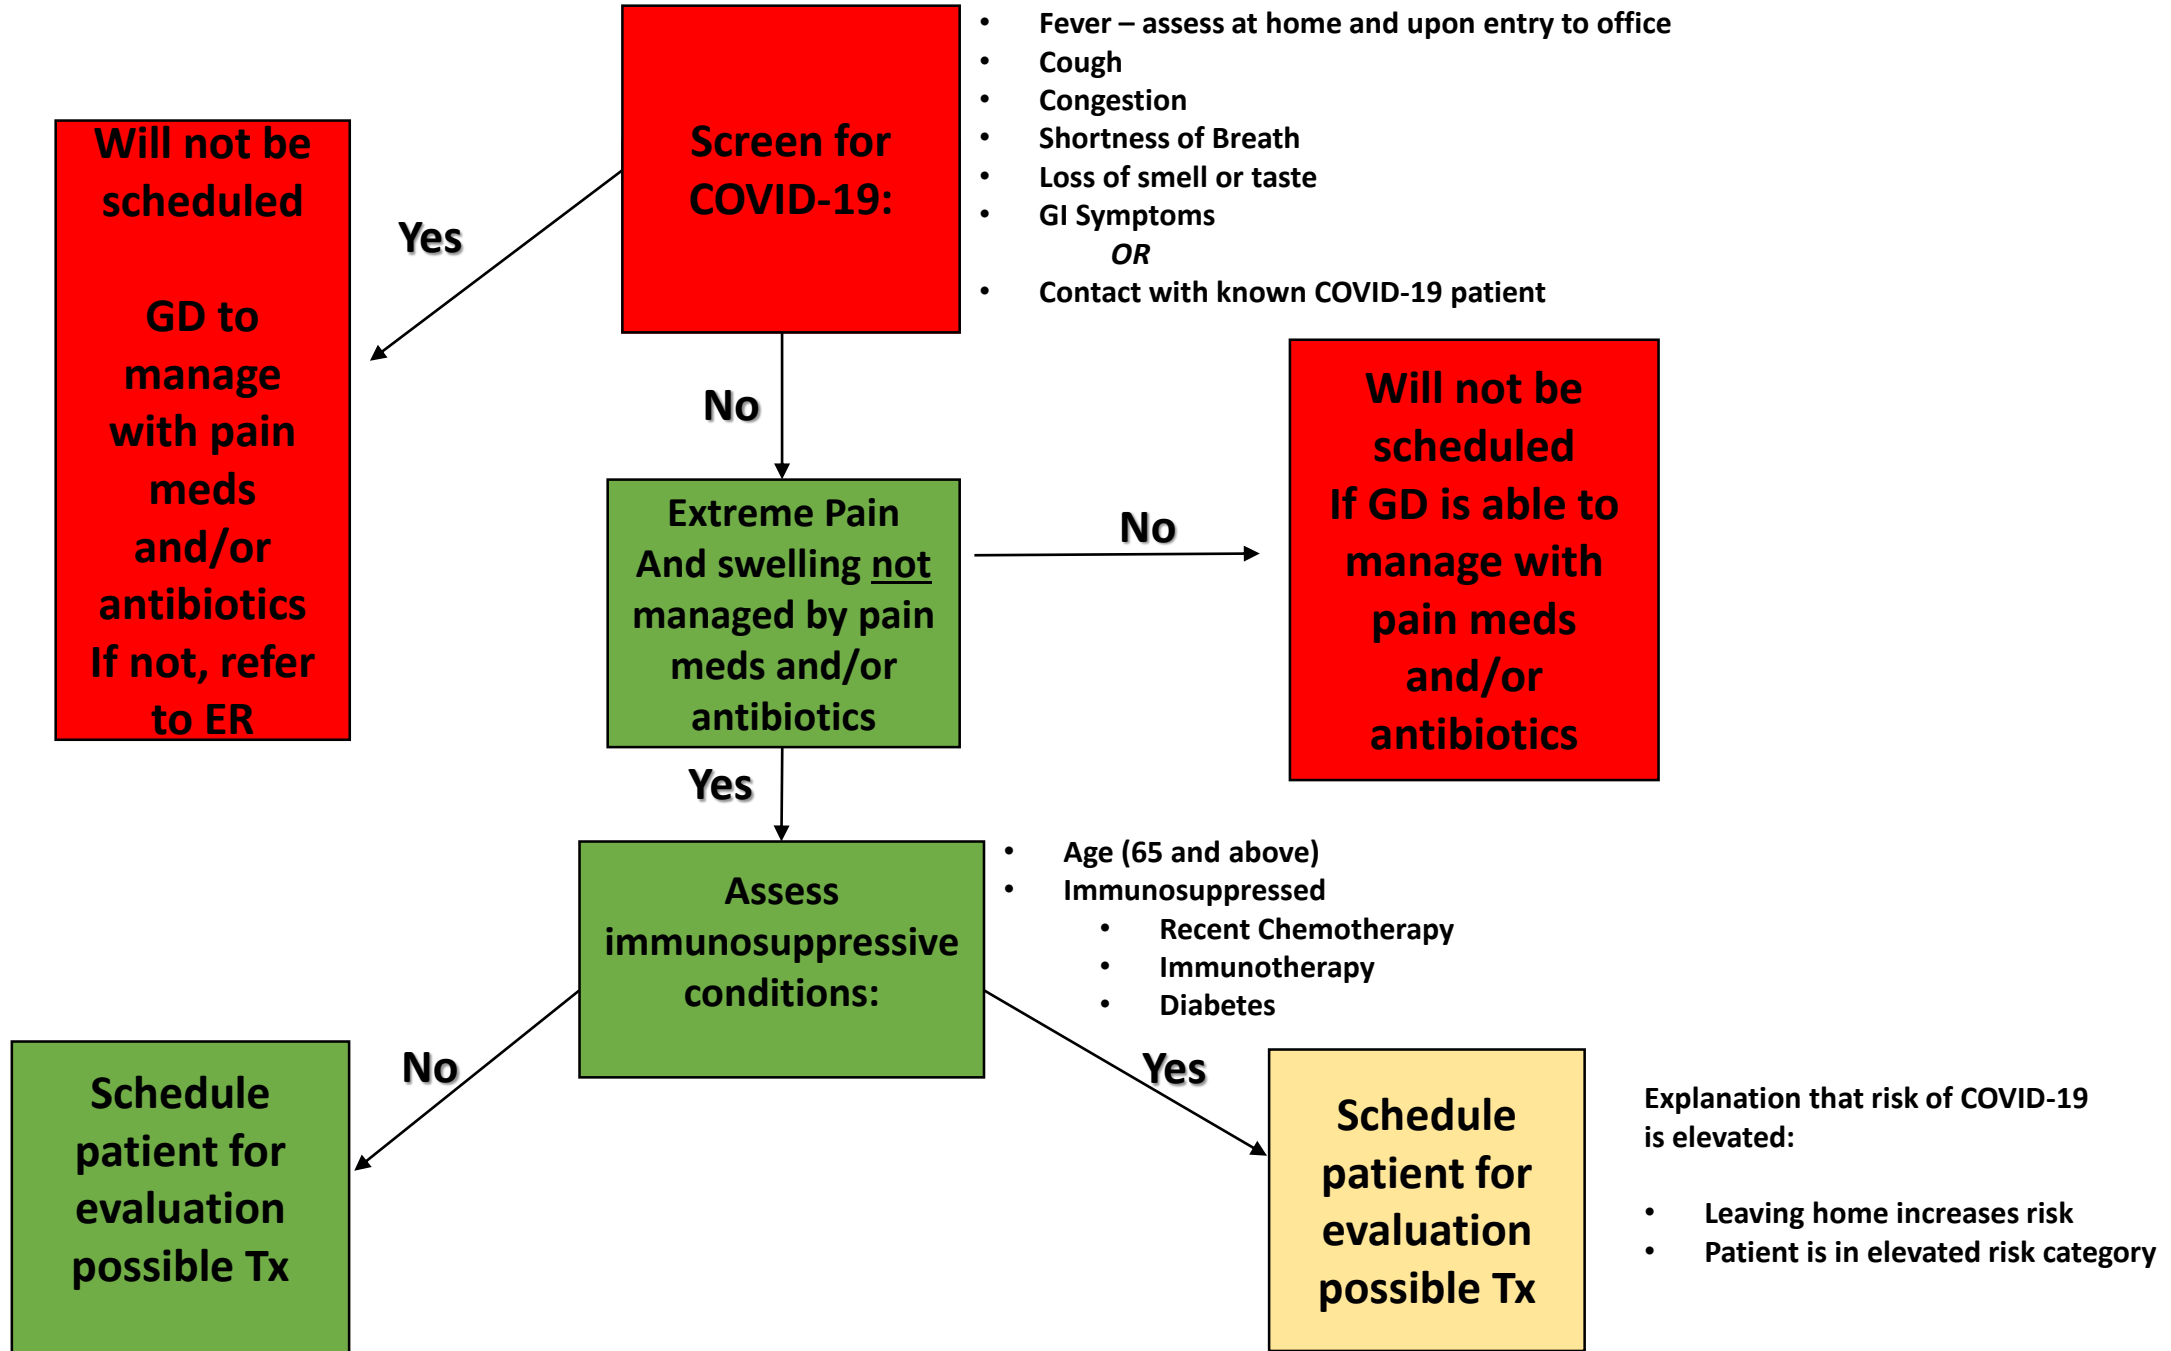 Screen for
COVID-19:
• Fever – assess at home and upon entry to office
• Cough
• Congestion
• Shortness of Breath
• Loss of smell or taste
• GI Symptoms
OR
• Contact with known COVID-19 patient
Yes
Will not be
scheduled
GD to
manage
with pain
meds
and/or
antibiotics
If not, refer
to ER
No
Extreme Pain
And swelling not
managed by pain
meds and/or
antibiotics
No
Will not be
scheduled
If GD is able to
manage with
pain meds
and/or
antibiotics
Yes
Assess
immunosuppressive
conditions:
• Age (65 and above)
• Immunosuppressed
• Recent Chemotherapy
• Immunotherapy
• Diabetes
No
Schedule
patient for
evaluation
possible Tx
Yes
Schedule
patient for
evaluation
possible Tx
Explanation that risk of COVID-19
is elevated:
• Leaving home increases risk
• Patient is in elevated risk category